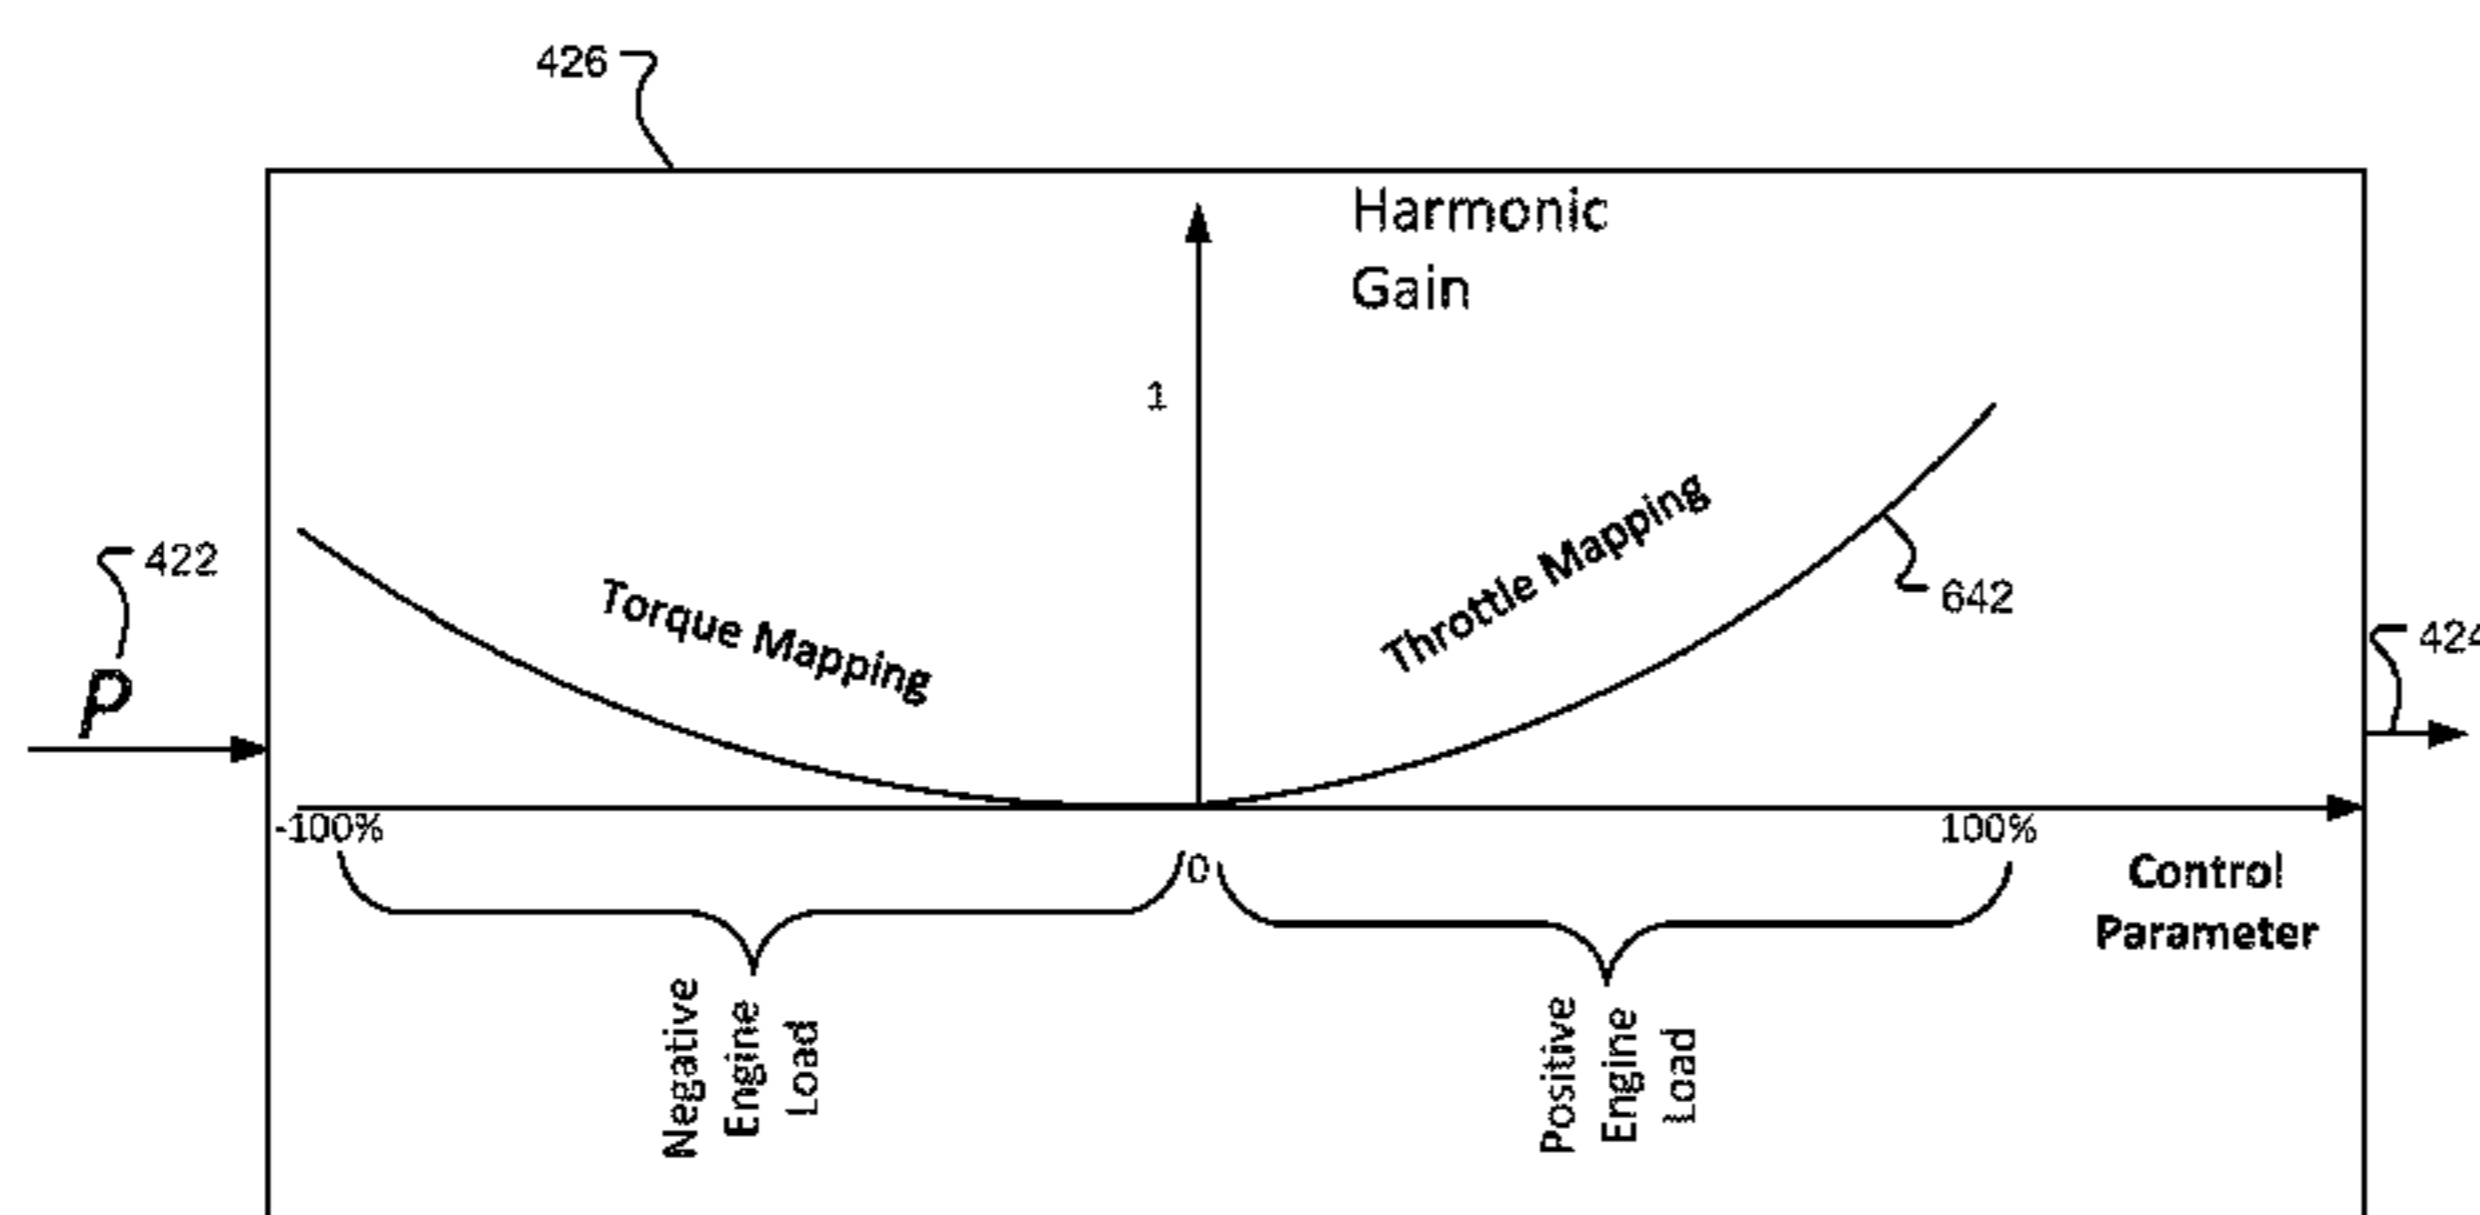 426
Harmonic
Gain
1
422
P
Torque Mapping
Throttle Mapping
642
424
-100%
0
100%
Control
Parameter
Negative
Engine
Load
Positive
Engine
Load